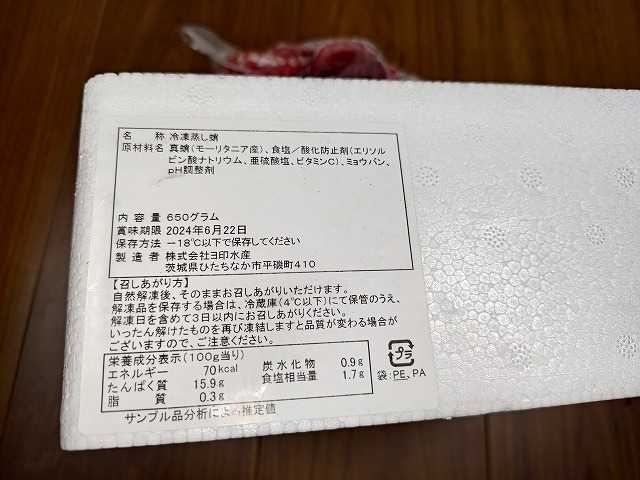 名　　称 冷凍蒸し蛸
原材料名 真蛸(モーリタニア産)、食塩／酸化防止剤(エリソル
ビン酸ナトリウム、亜硫酸塩、ビタミンC)、ミョウバン、
pH調整剤
内 容 量 650グラム
賞味期限 2024年6月22日
保存方法 −18℃以下で保存してください
製 造 者 株式会社ヨ印水産
茨城県ひたちなか市平磯町410
【召しあがり方】
自然解凍後、そのままお召しあがりいただけます。
解凍品を保存する場合は、冷蔵庫(4℃以下)にて保管のうえ、
解凍日を含めて3日以内にお召しあがりください。
いったん解けたものを再び凍結しますと品質が変わる場合が
ございますので、ご注意ください。
栄養成分表示(100g当り)
エネルギー 70kcal
たんぱく質 15.9g
脂　　質 0.3g
炭水化物 0.9g
食塩相当量 1.7g
サンプル品分析による推定値
プラ
袋:PE、PA